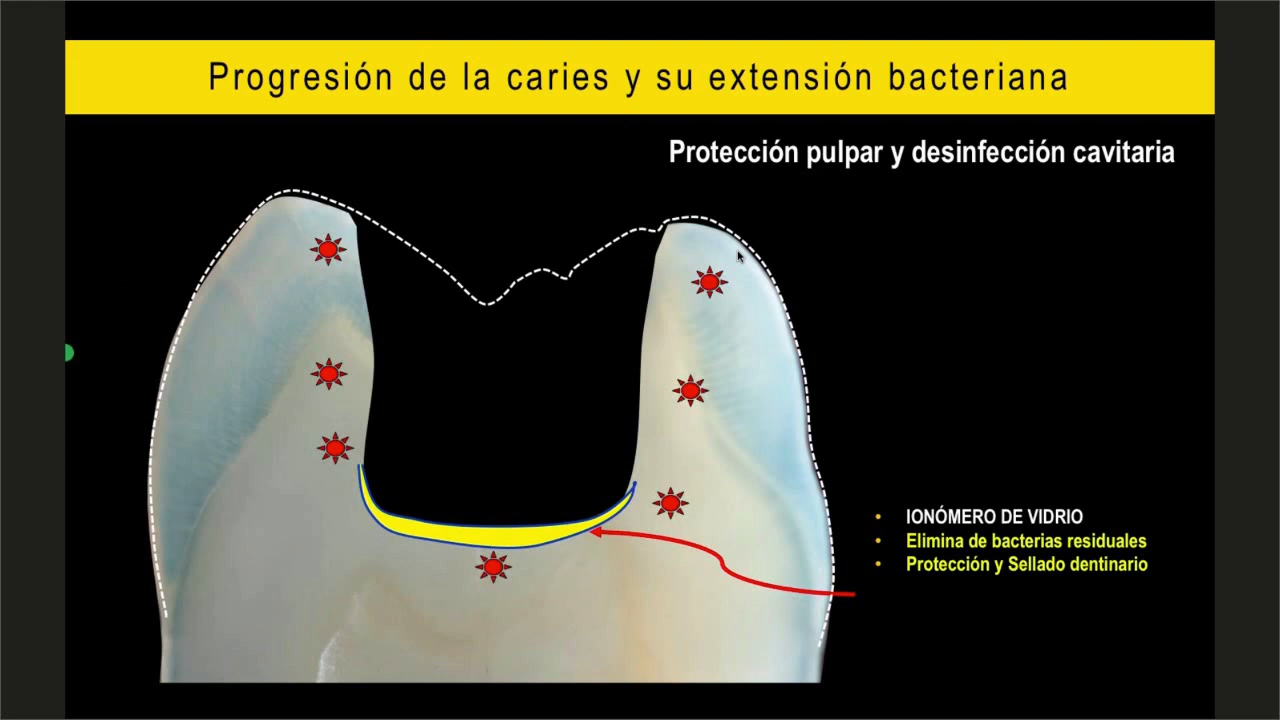 Progresión de la caries y su extensión bacteriana
Protección pulpar y desinfección cavitaria
• IONÓMERO DE VIDRIO
• Elimina de bacterias residuales
• Protección y Sellado dentinario